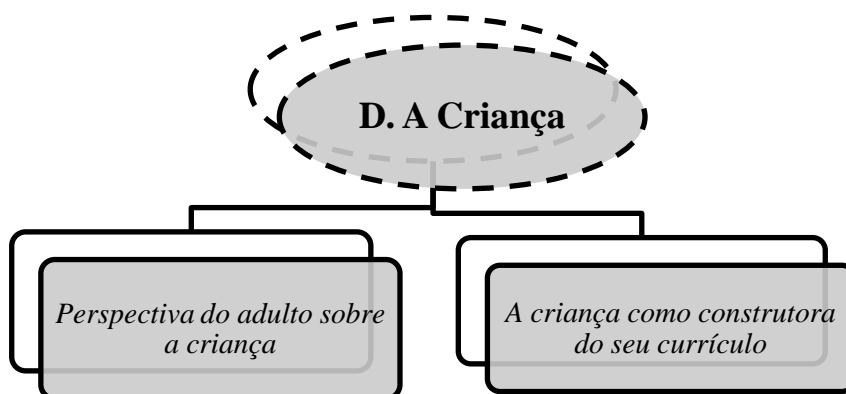 D. A Criança
Perspectiva do adulto sobre
a criança
A criança como construtora
do seu currículo